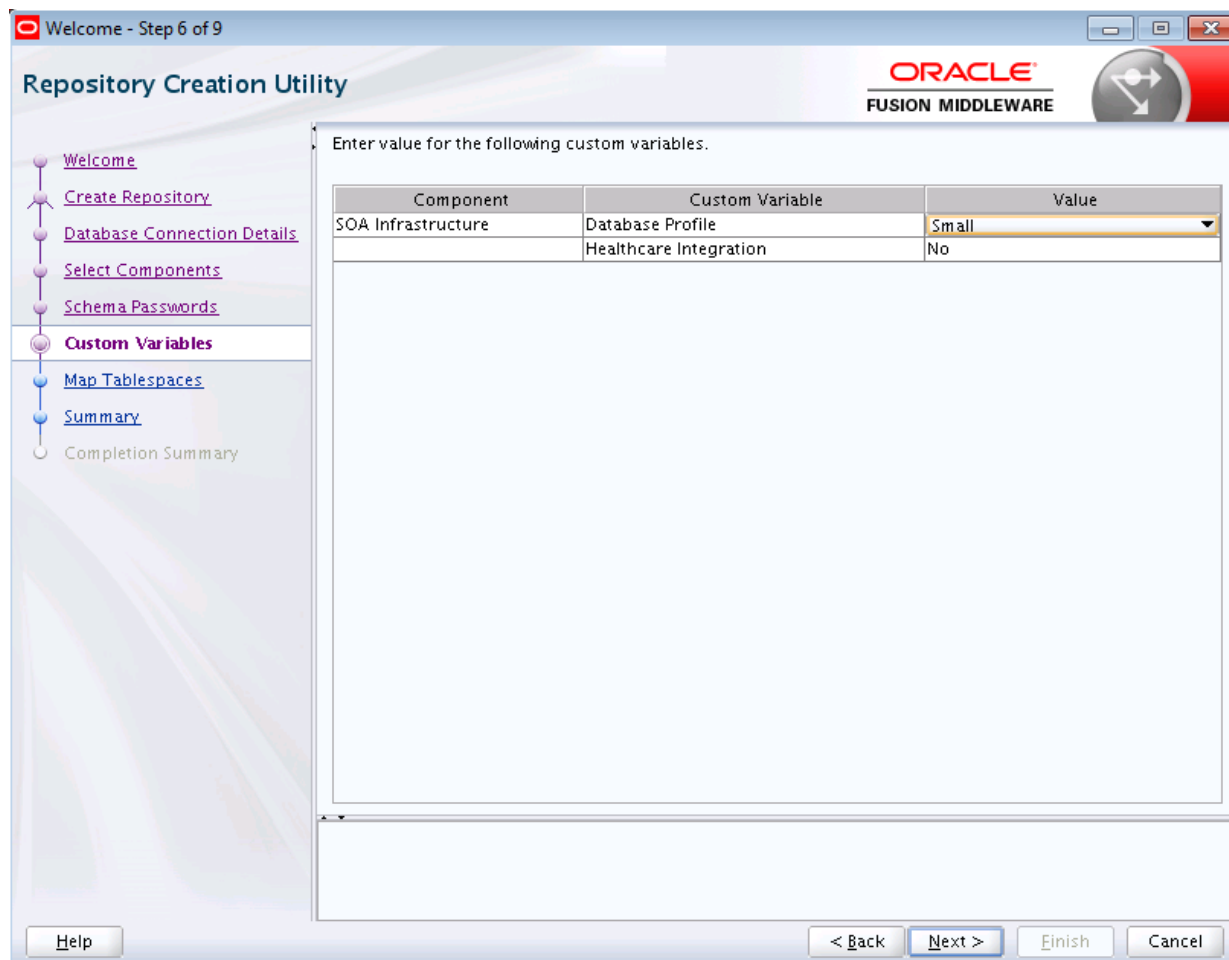 Welcome - Step 6 of 9
Repository Creation Utility
ORACLE
FUSION MIDDLEWARE
Welcome
Create Repository
Database Connection Details
Select Components
Schema Passwords
Custom Variables
Map Tablespaces
Summary
Completion Summary
Enter value for the following custom variables.
Component Custom Variable Value
SOA Infrastructure Database Profile Small
Healthcare Integration No
Help < Back Next > Finish Cancel